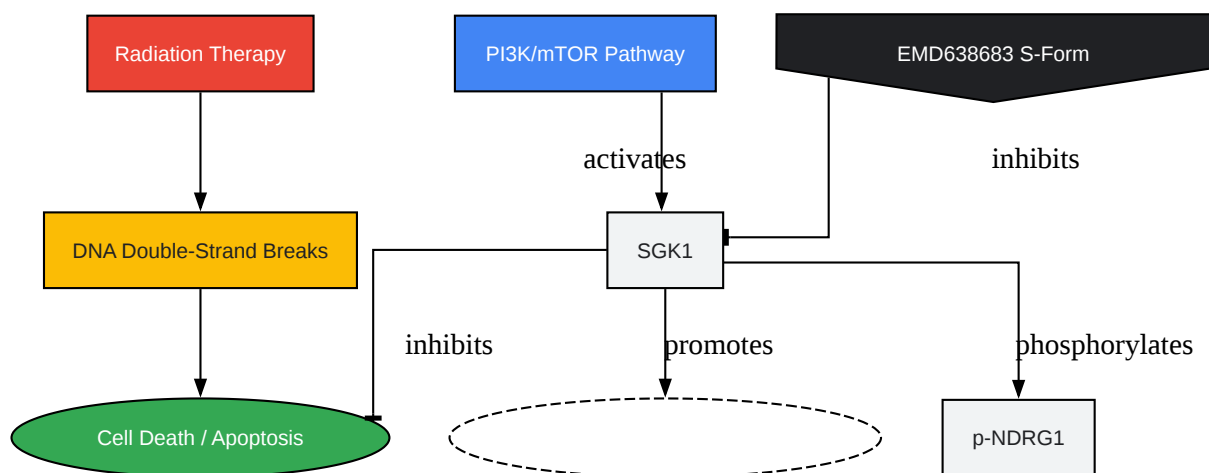 Radiation Therapy
PI3K/mTOR Pathway
EMD638683 S-Form
activates
inhibits
DNA Double-Strand Breaks
SGK1
inhibits
promotes
phosphorylates
Cell Death / Apoptosis
p-NDRG1